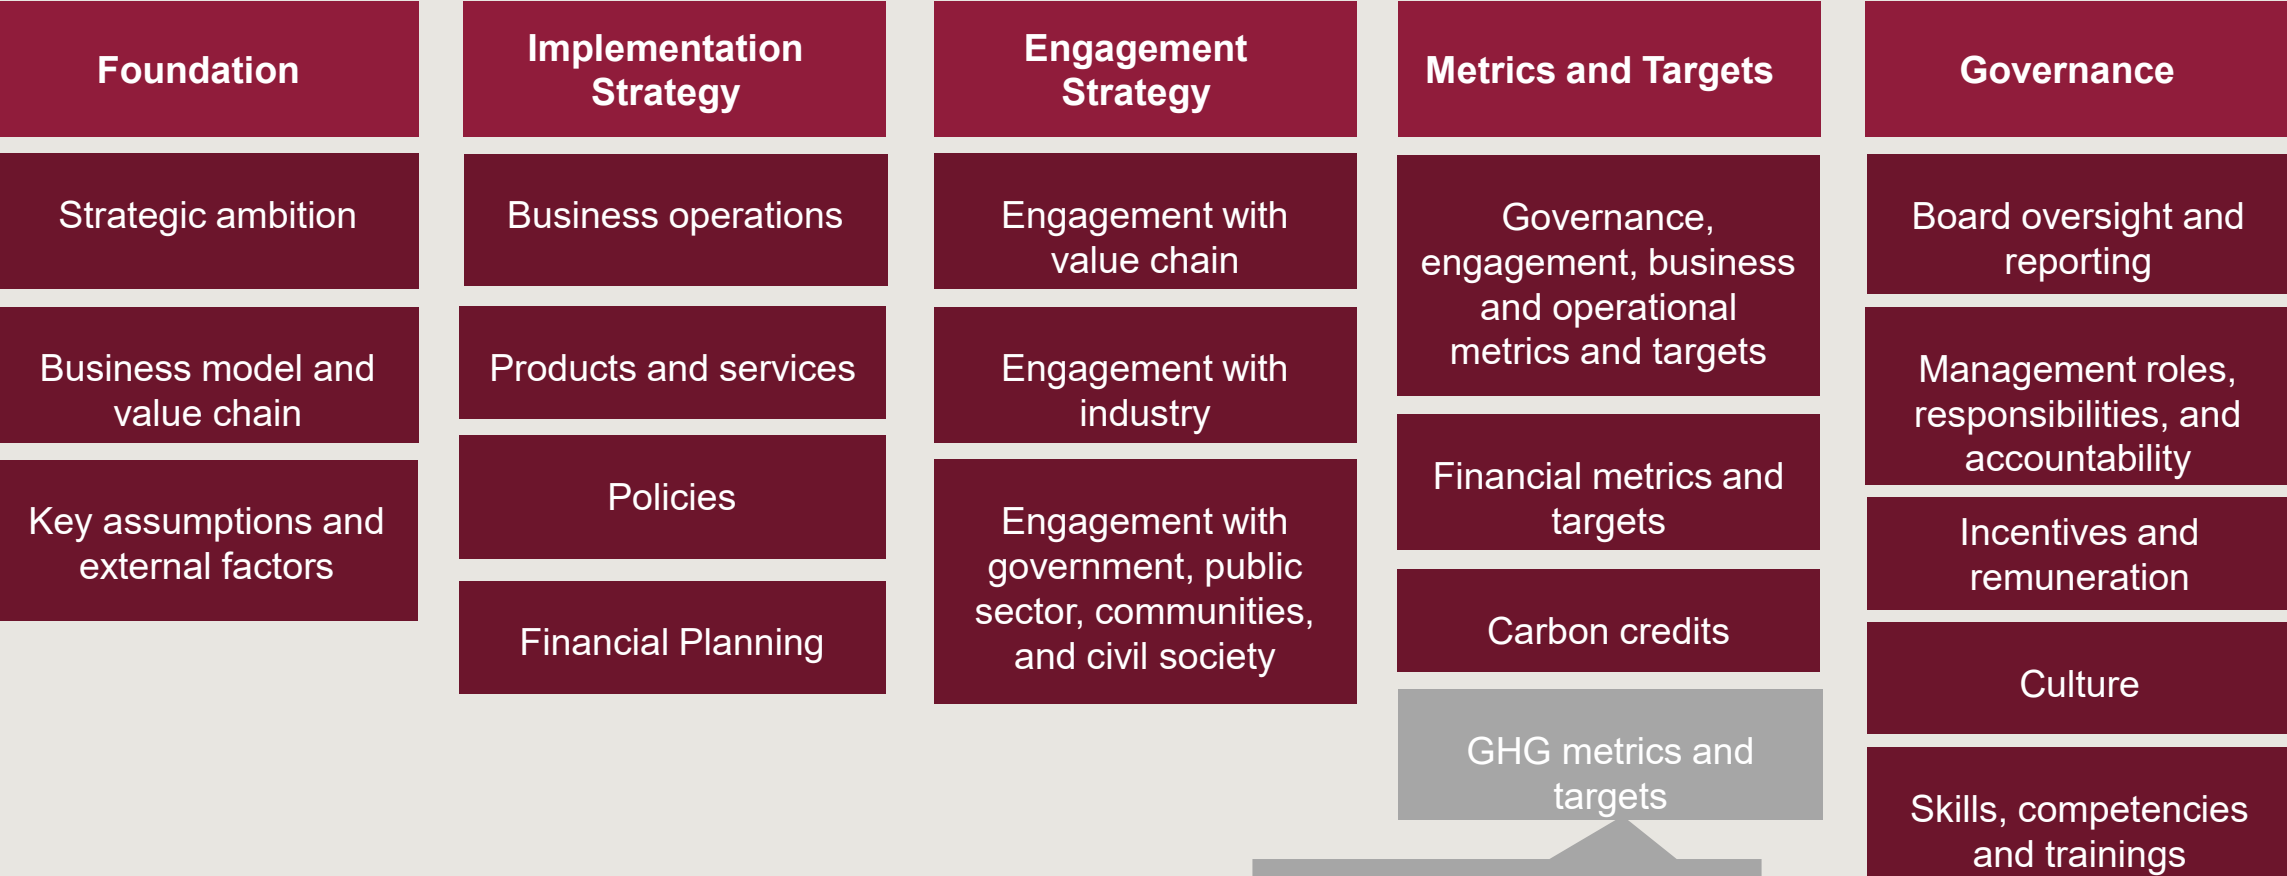 Foundation
Strategic ambition
Business model and
value chain
Key assumptions and
external factors
Implementation
Strategy
Business operations
Products and services
Policies
Financial Planning
Engagement
Strategy
Engagement with
value chain
Engagement with
industry
Engagement with
government, public
sector, communities,
and civil society
Metrics and Targets
Governance,
engagement, business
and operational
metrics and targets
Financial metrics and
targets
Carbon credits
GHG metrics and
targets
Governance
Board oversight and
reporting
Management roles,
responsibilities, and
accountability
Incentives and
remuneration
Culture
Skills, competencies
and trainings